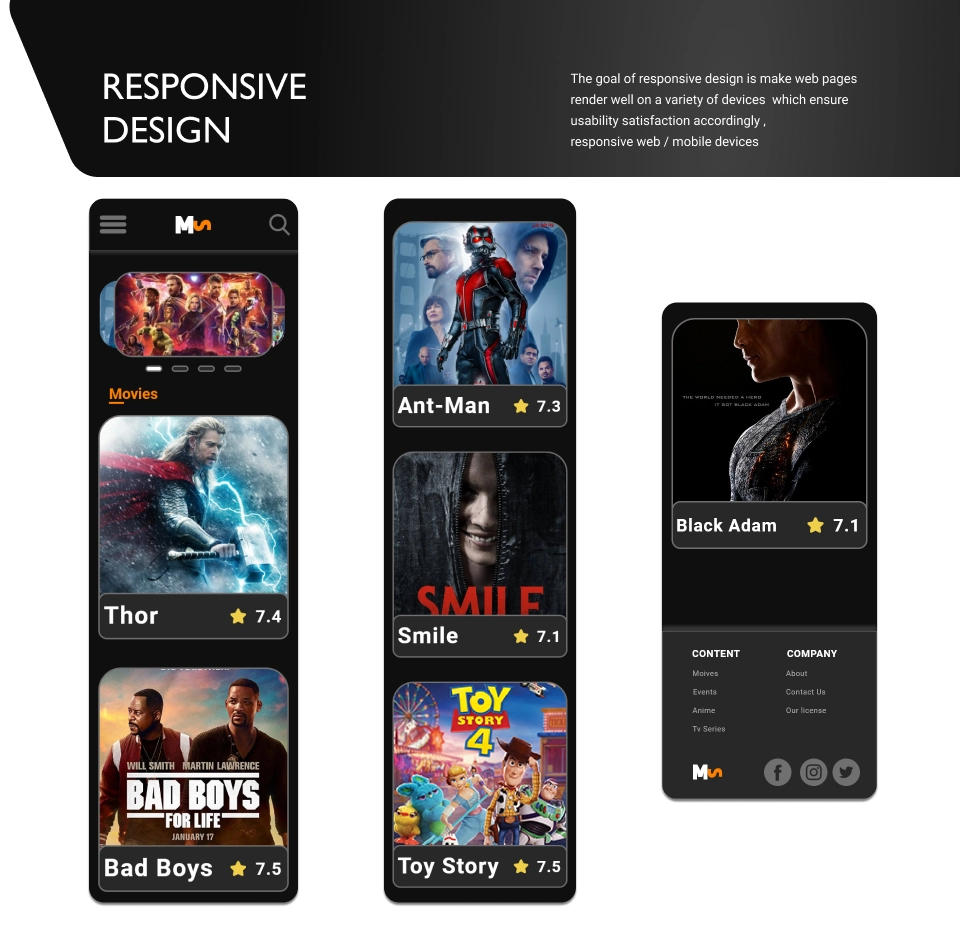 RESPONSIVE
DESIGN
The goal of responsive design is make web pages
render well on a variety of devices  which ensure
usability satisfaction accordingly ,
responsive web / mobile devices
Ms
Movies
Thor
7.4
WILL SMITH MARTIN LAWRENCE
BAD BOYS
FOR LIFE
JANUARY 17
Bad Boys
7.5
Ant-Man
7.3
SMILE
Smile
7.1
TOY
STORY
4
Toy Story
7.5
THE WORLD NEEDED A HERO
IT GOT BLACK ADAM
Black Adam
7.1
CONTENT
Moives
Events
Anime
Tv Series
COMPANY
About
Contact Us
Our license
Ms